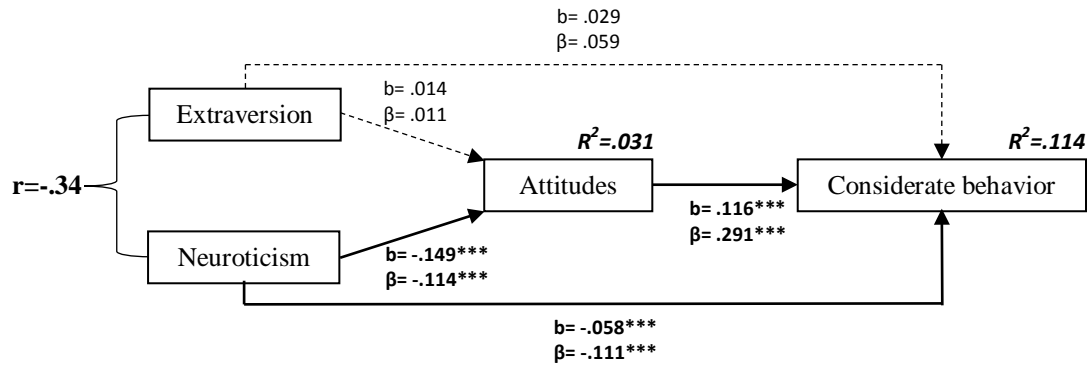 b= .029
β= .059
b= .014
β= .011
Extraversion
R²=.031
R²=.114
r=-.34
Attitudes
Considerate behavior
b= .116***
β= .291***
Neuroticism
b= -.149***
β= -.114***
b= -.058***
β= -.111***